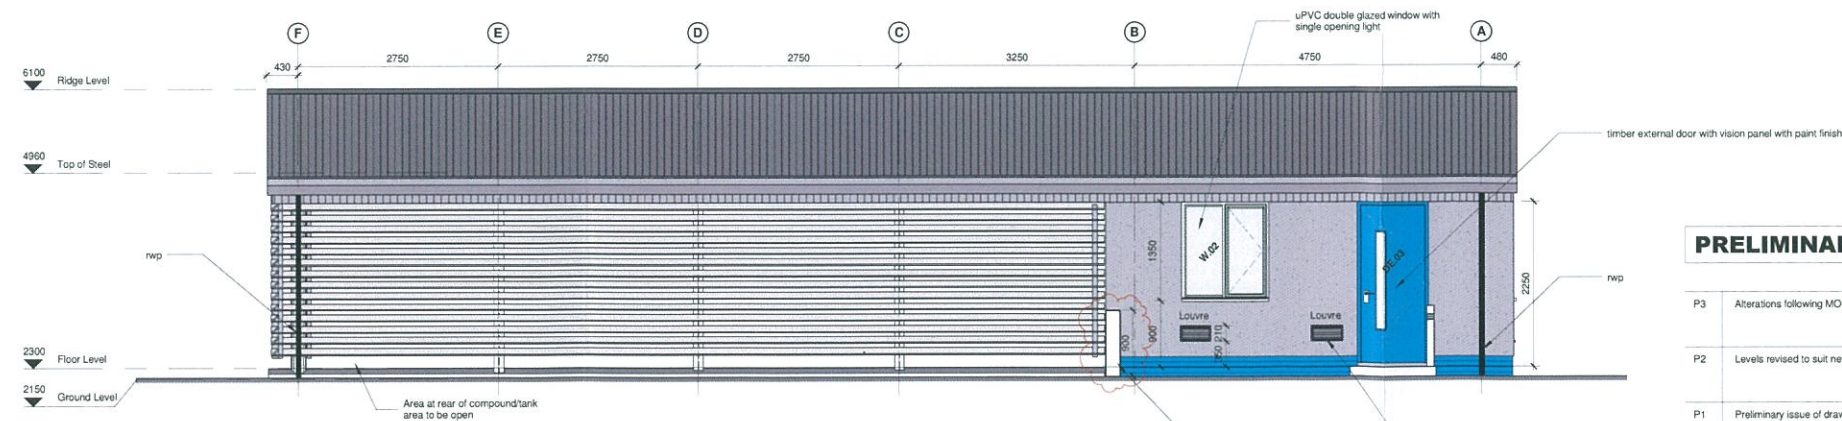 uPVC double glazed window with
single opening light
F
E
D
C
B
A
430
2750
2750
2750
3250
4750
480
6100
Ridge Level
4960
Top of Steel
timber external door with vision panel with paint finish
rwp
W.02
DE.03
1350
2250
rwp
PRELIMINA
P3
Alterations following MO
Louvre
Louvre
900
900
350
210
2300
Floor Level
P2
Levels revised to suit ne
2150
Ground Level
Area at rear of compound/tank
area to be open
P1
Preliminary issue of draw